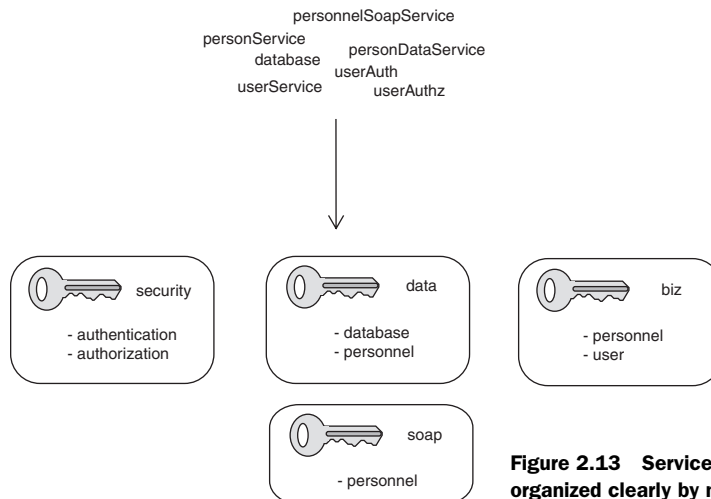 personnelSoapService
personService
personDataService
database
userAuth
userService
userAuthz
security
- authentication
- authorization
data
- database
- personnel
biz
- personnel
- user
soap
- personnel
Figure 2.13 Service
organized clearly by